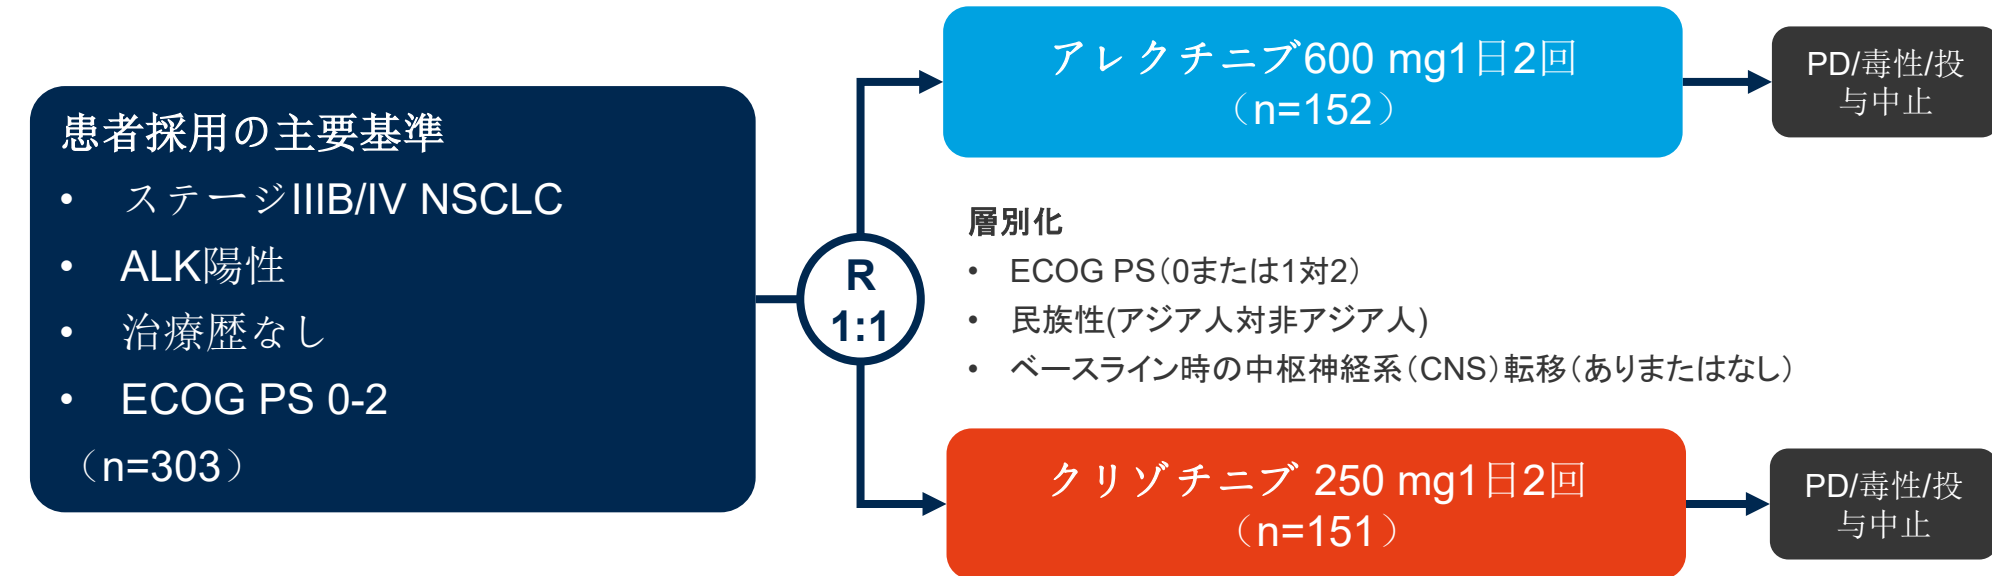 患者採用の主要基準
• ステージIIIB/IV NSCLC
• ALK陽性
• 治療歴なし
• ECOG PS 0-2
（n=303）
R
1:1
アレクチニブ600 mg1日2回
（n=152）
PD/毒性/投
与中止
層別化
• ECOG PS（0または1対2）
• 民族性(アジア人対非アジア人)
• ベースライン時の中枢神経系（CNS）転移（ありまたはなし）
クリゾチニブ 250 mg1日2回
（n=151）
PD/毒性/投
与中止